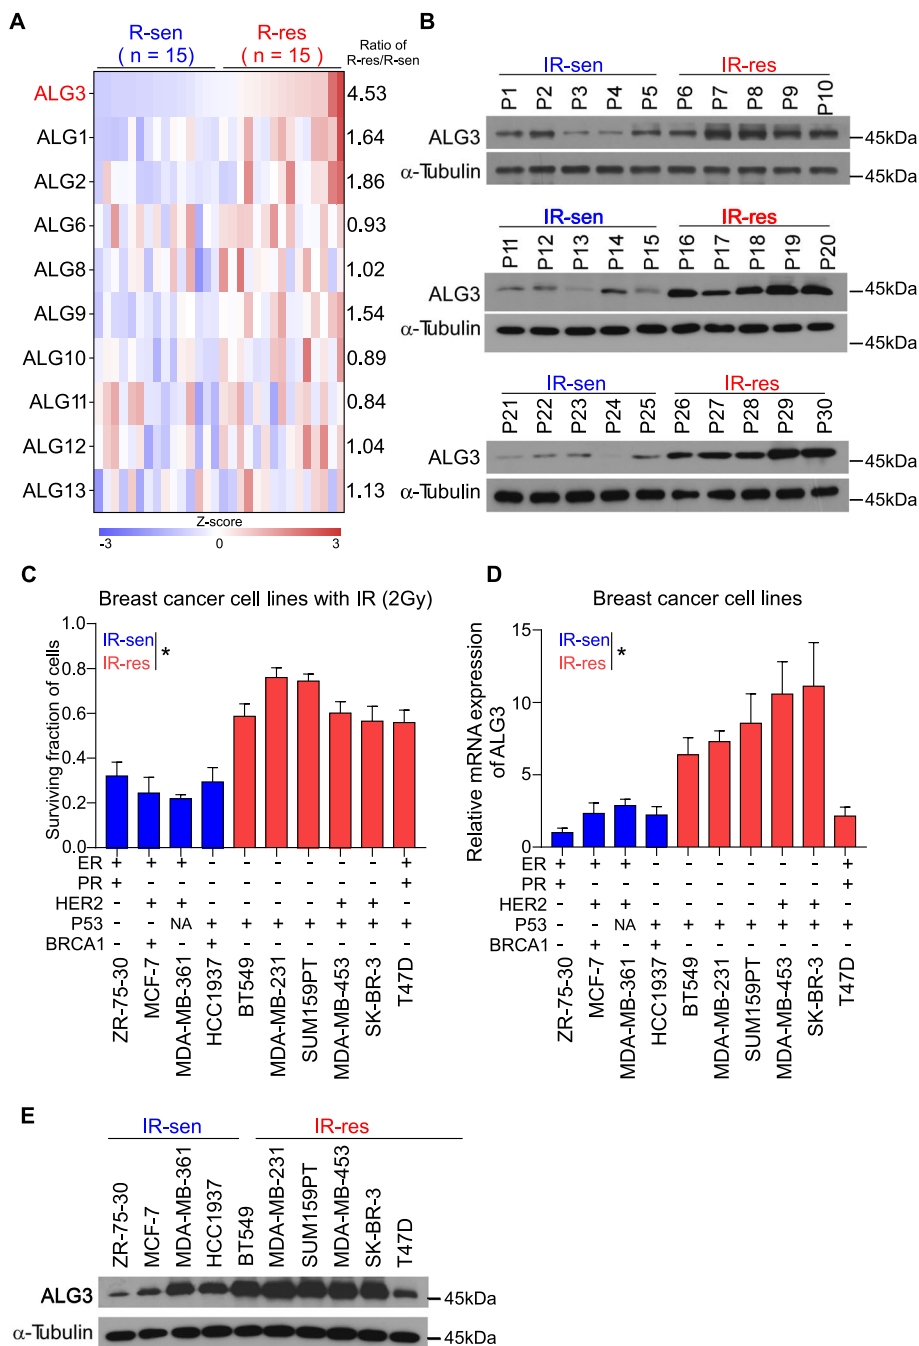 A
R-sen R-res
( n = 15) ( n = 15)
Ratio of
R-res/R-sen
ALG3 4.53
ALG1 1.64
ALG2 1.86
ALG6 0.93
ALG8 1.02
ALG9 1.54
ALG10 0.89
ALG11 0.84
ALG12 1.04
ALG13 1.13
Z-score
-3 0 3
B
IR-sen IR-res
P1 P2 P3 P4 P5 P6 P7 P8 P9 P10
ALG3 45kDa
α-Tubulin 45kDa
IR-sen IR-res
P11 P12 P13 P14 P15 P16 P17 P18 P19 P20
ALG3 45kDa
α-Tubulin 45kDa
IR-sen IR-res
P21 P22 P23 P24 P25 P26 P27 P28 P29 P30
ALG3 45kDa
α-Tubulin 45kDa
C
Breast cancer cell lines with IR (2Gy)
Surviving fraction of cells
1.0
0.8
0.6
0.4
0.2
0.0
IR-sen
IR-res
*
ER + + + - - - - - - +
PR + - - - - - - - - +
HER2 - + + - - - - + + -
P53 - - NA + + + + + + +
BRCA1 - + - + - - - - - -
ZR-75-30 MCF-7 MDA-MB-361 HCC1937 BT549 MDA-MB-231 SUM159PT MDA-MB-453 SK-BR-3 T47D
D
Breast cancer cell lines
Relative mRNA expression
of ALG3
15
10
5
0
IR-sen
IR-res
*
ER + + + - - - - - - +
PR + - - - - - - - - +
HER2 - + + - - - - + + -
P53 - - NA + + + + + + +
BRCA1 - + - + - - - - - -
ZR-75-30 MCF-7 MDA-MB-361 HCC1937 BT549 MDA-MB-231 SUM159PT MDA-MB-453 SK-BR-3 T47D
E
IR-sen IR-res
ZR-75-30 MCF-7 MDA-MB-361 HCC1937 BT549 MDA-MB-231 SUM159PT MDA-MB-453 SK-BR-3 T47D
ALG3 45kDa
α-Tubulin 45kDa